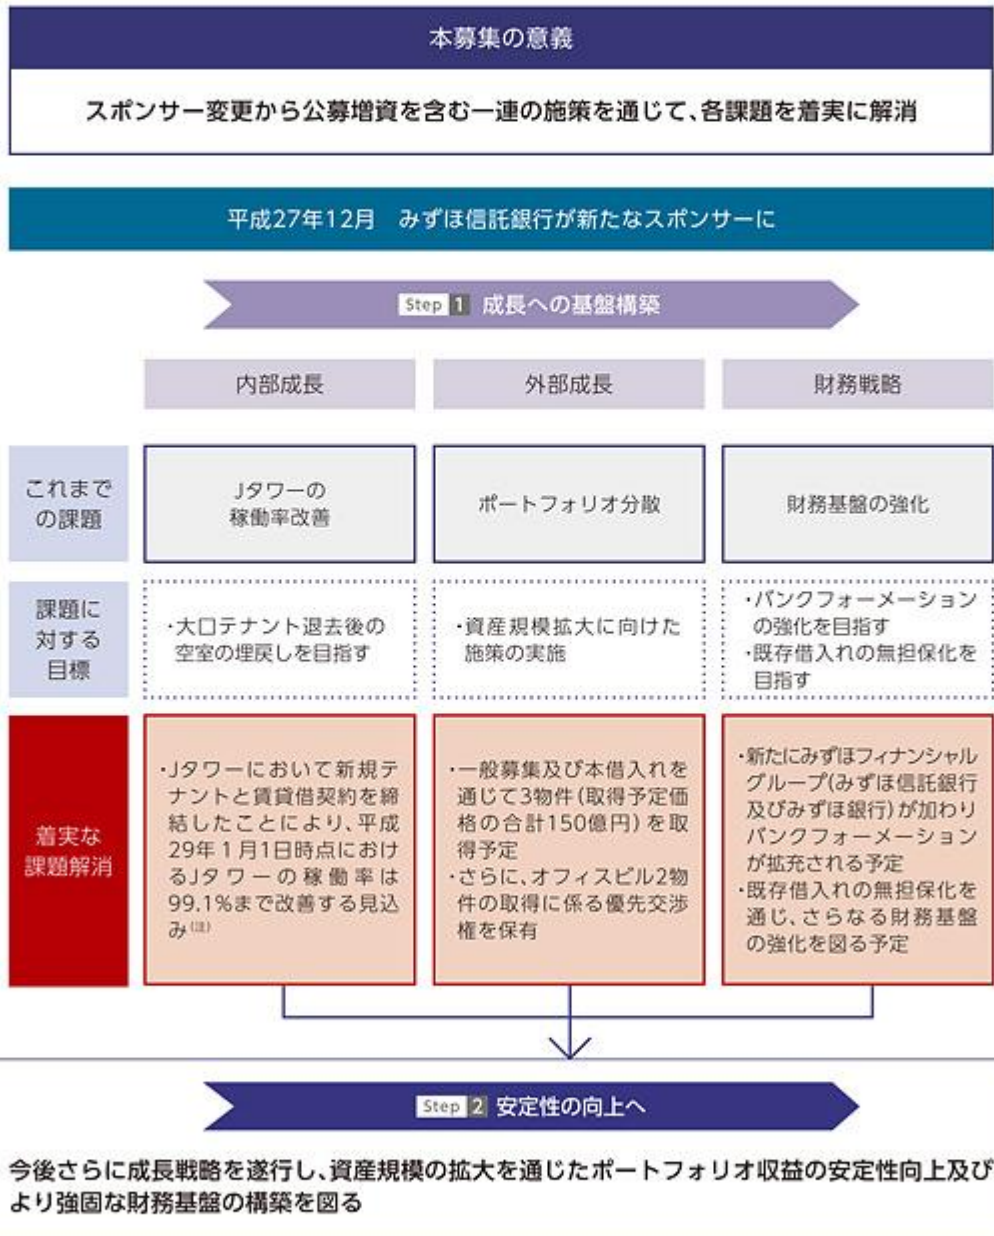 本募集の意義
スポンサー変更から公募増資を含む一連の施策を通じて、各課題を着実に解消
平成27年12月　みずほ信託銀行が新たなスポンサーに
Step 1 成長への基盤構築
内部成長
外部成長
財務戦略
これまで
の課題
Jタワーの
稼働率改善
ポートフォリオ分散
財務基盤の強化
課題に
対する
目標
・大口テナント退去後の
空室の埋戻しを目指す
・資産規模拡大に向けた
施策の実施
・バンクフォーメーション
の強化を目指す
・既存借入れの無担保化を
目指す
着実な
課題解消
・Jタワーにおいて新規テ
ナントと賃貸借契約を締
結したことにより、平成
29年1月1日時点におけ
るJタワーの稼働率は
99.1%まで改善する見込
み(注)
・一般募集及び本借入れを
通じて3物件(取得予定価
格の合計150億円)を取
得予定
・さらに、オフィスビル2物
件の取得に係る優先交渉
権を保有
・新たにみずほフィナンシャル
グループ(みずほ信託銀行
及びみずほ銀行)が加わり
バンクフォーメーション
が拡充される予定
・既存借入れの無担保化を
通じ、さらなる財務基盤
の強化を図る予定
Step 2 安定性の向上へ
今後さらに成長戦略を遂行し、資産規模の拡大を通じたポートフォリオ収益の安定性向上及び
より強固な財務基盤の構築を図る